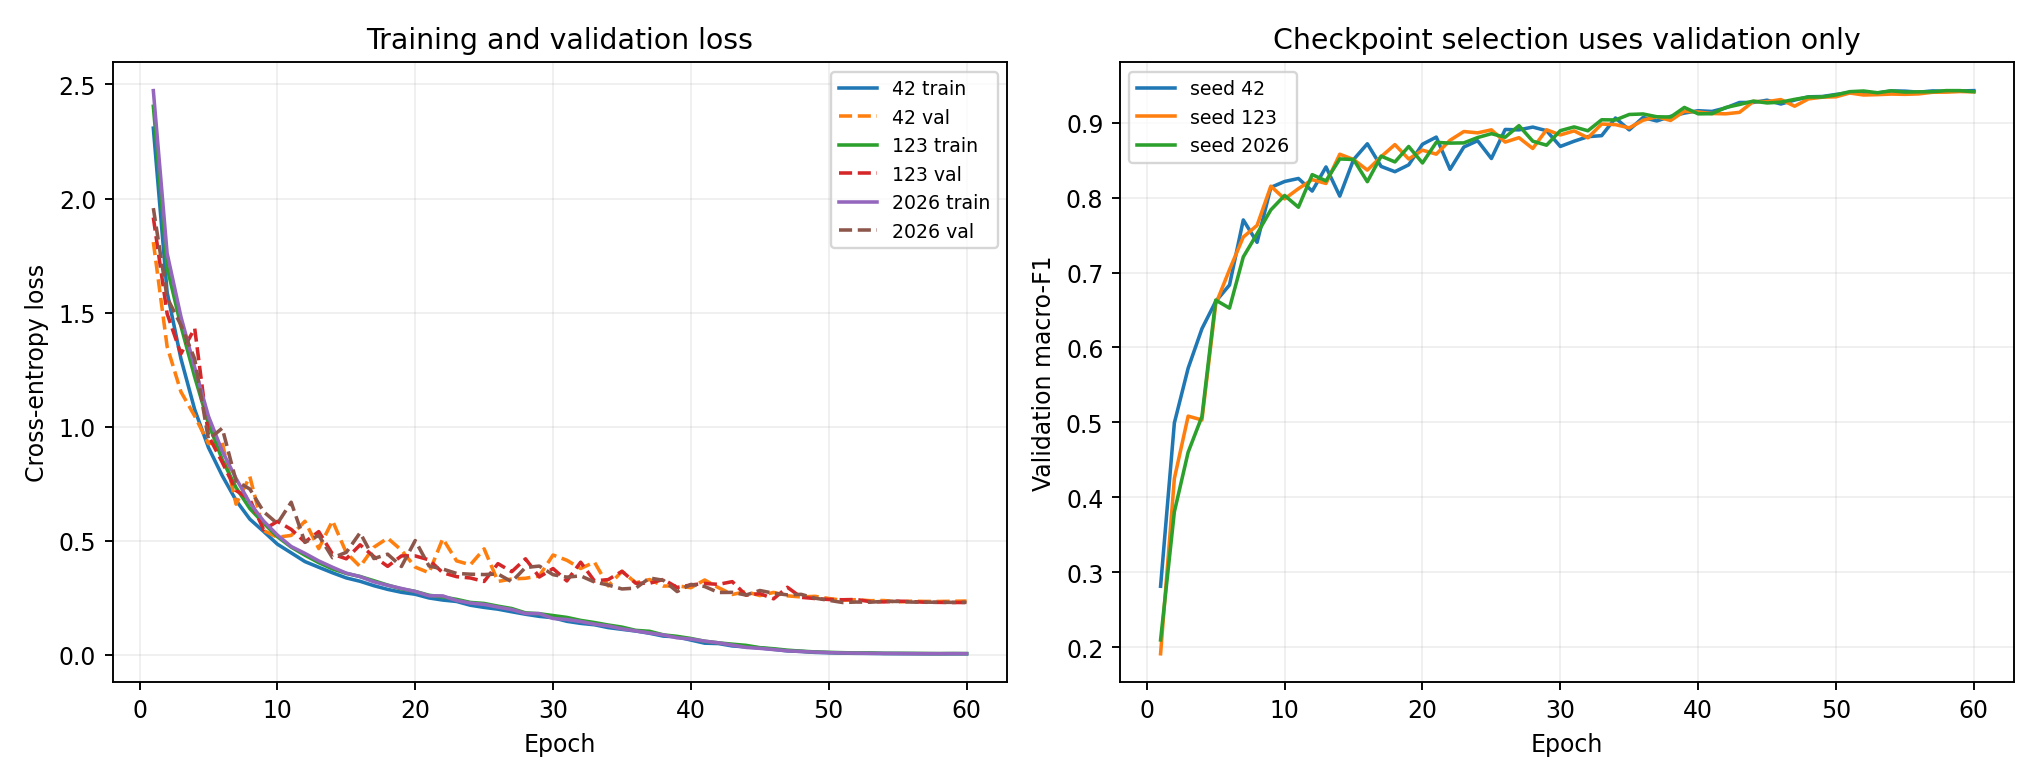 Training and validation loss
Cross-entropy loss
2.5
2.0
1.5
1.0
0.5
0.0
42 train
42 val
123 train
123 val
2026 train
2026 val
0 10 20 30 40 50 60
Epoch
Checkpoint selection uses validation only
Validation macro-F1
0.9
0.8
0.7
0.6
0.5
0.4
0.3
0.2
seed 42
seed 123
seed 2026
0 10 20 30 40 50 60
Epoch